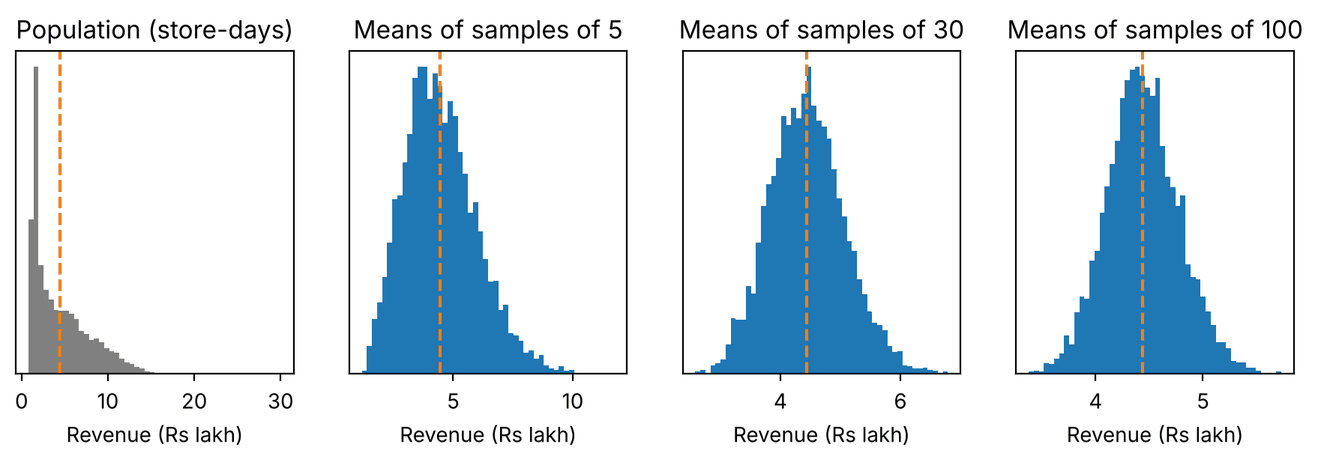 Population (store-days)
0 10 20 30
Revenue (Rs lakh)
Means of samples of 5
5 10
Revenue (Rs lakh)
Means of samples of 30
4 6
Revenue (Rs lakh)
Means of samples of 100
4 5
Revenue (Rs lakh)